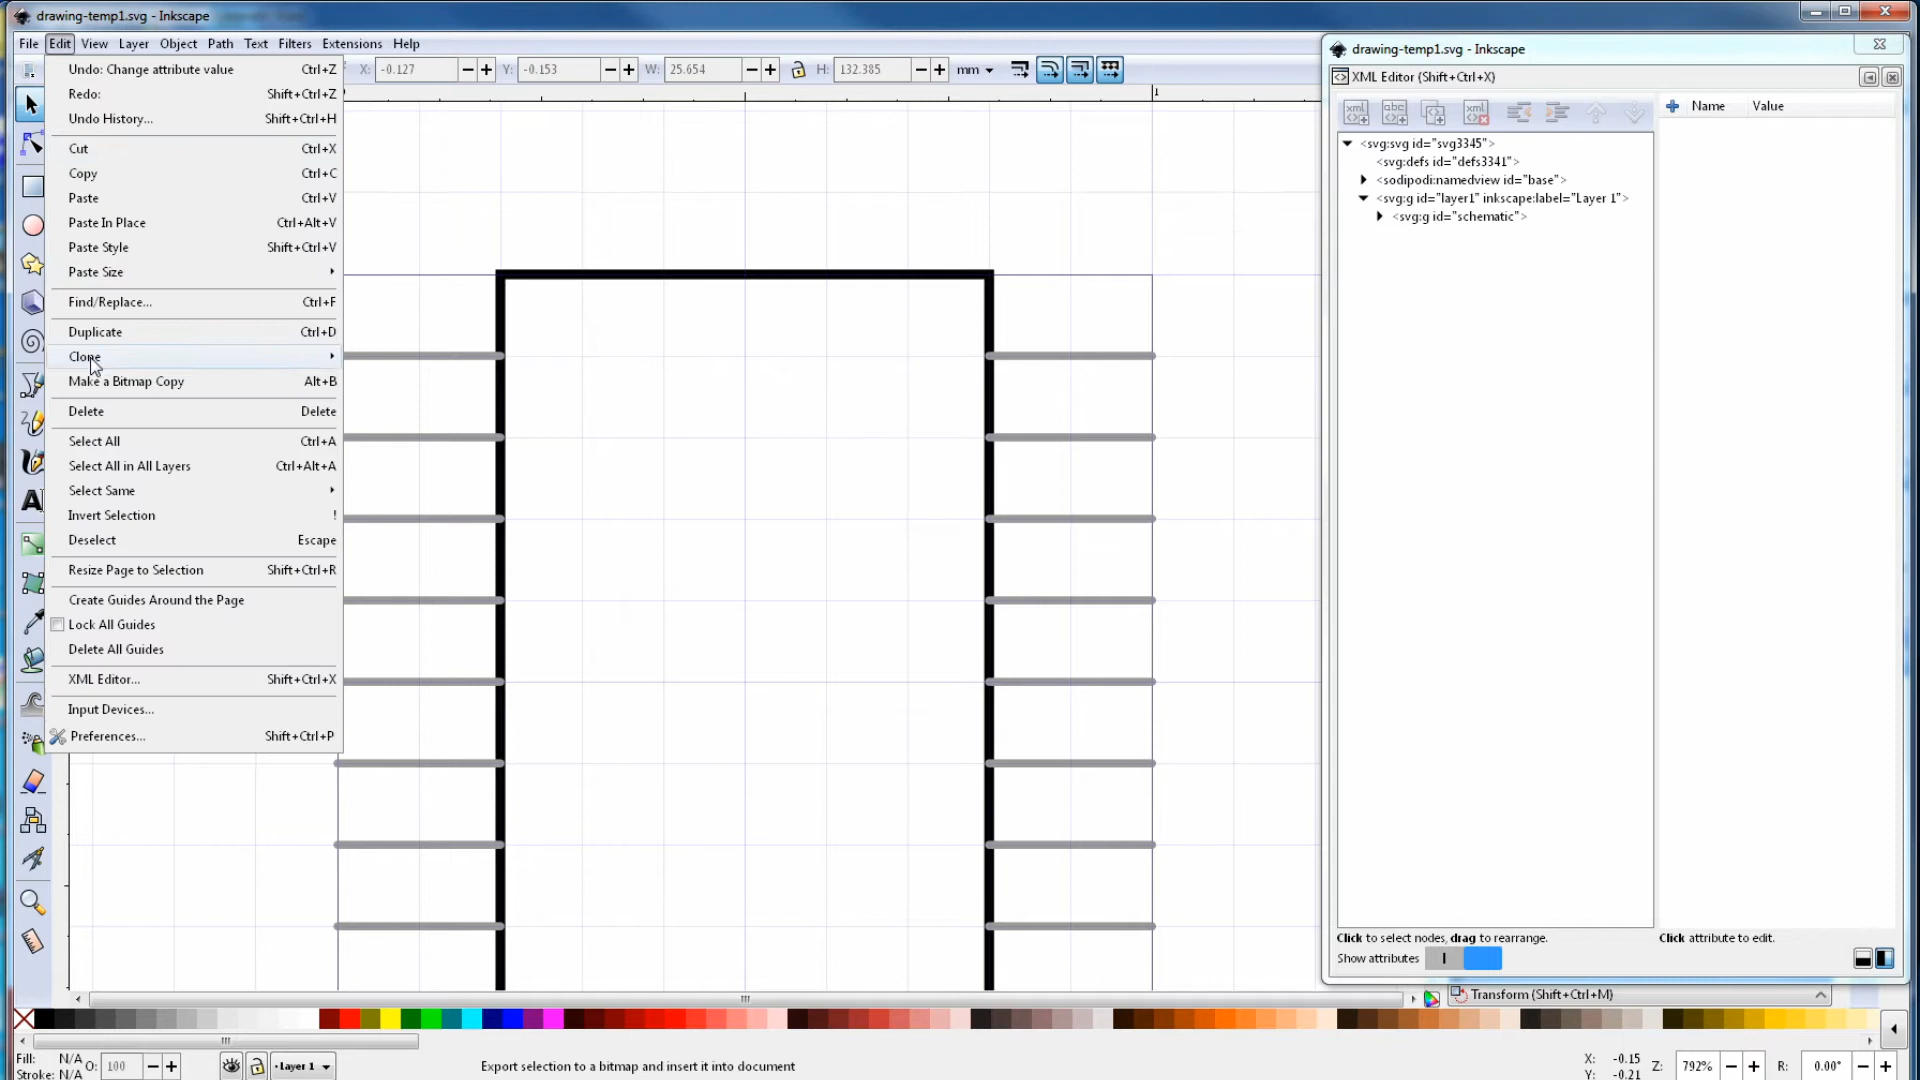 drawing-temp1.svg - Inkscape
File Edit View Layer Object Path Text Filters Extensions Help
X: -0.127 Y: -0.153 W: 25.654 H: 132.385 mm
Undo: Change attribute value Ctrl+Z
Redo: Shift+Ctrl+Z
Undo History... Shift+Ctrl+H
Cut Ctrl+X
Copy Ctrl+C
Paste Ctrl+V
Paste In Place Ctrl+Alt+V
Paste Style Shift+Ctrl+V
Paste Size
Find/Replace... Ctrl+F
Duplicate Ctrl+D
Clone
Make a Bitmap Copy Alt+B
Delete Delete
Select All Ctrl+A
Select All in All Layers Ctrl+Alt+A
Select Same
Invert Selection !
Deselect Escape
Resize Page to Selection Shift+Ctrl+R
Create Guides Around the Page
Lock All Guides
Delete All Guides
XML Editor... Shift+Ctrl+X
Input Devices...
Preferences... Shift+Ctrl+P
1
drawing-temp1.svg - Inkscape
XML Editor (Shift+Ctrl+X)
Name Value
<svg:svg id="svg3345">
<svg:defs id="defs3341">
<sodipodi:namedview id="base">
<svg:g id="layer1" inkscape:label="Layer 1">
<svg:g id="schematic">
Click to select nodes, drag to rearrange.
Click attribute to edit.
Show attributes
Transform (Shift+Ctrl+M)
Fill: N/A O: 100
Stroke: N/A
Layer 1
Export selection to a bitmap and insert it into document
X: -0.15
Y: -0.21
Z: 792% R: 0.00°